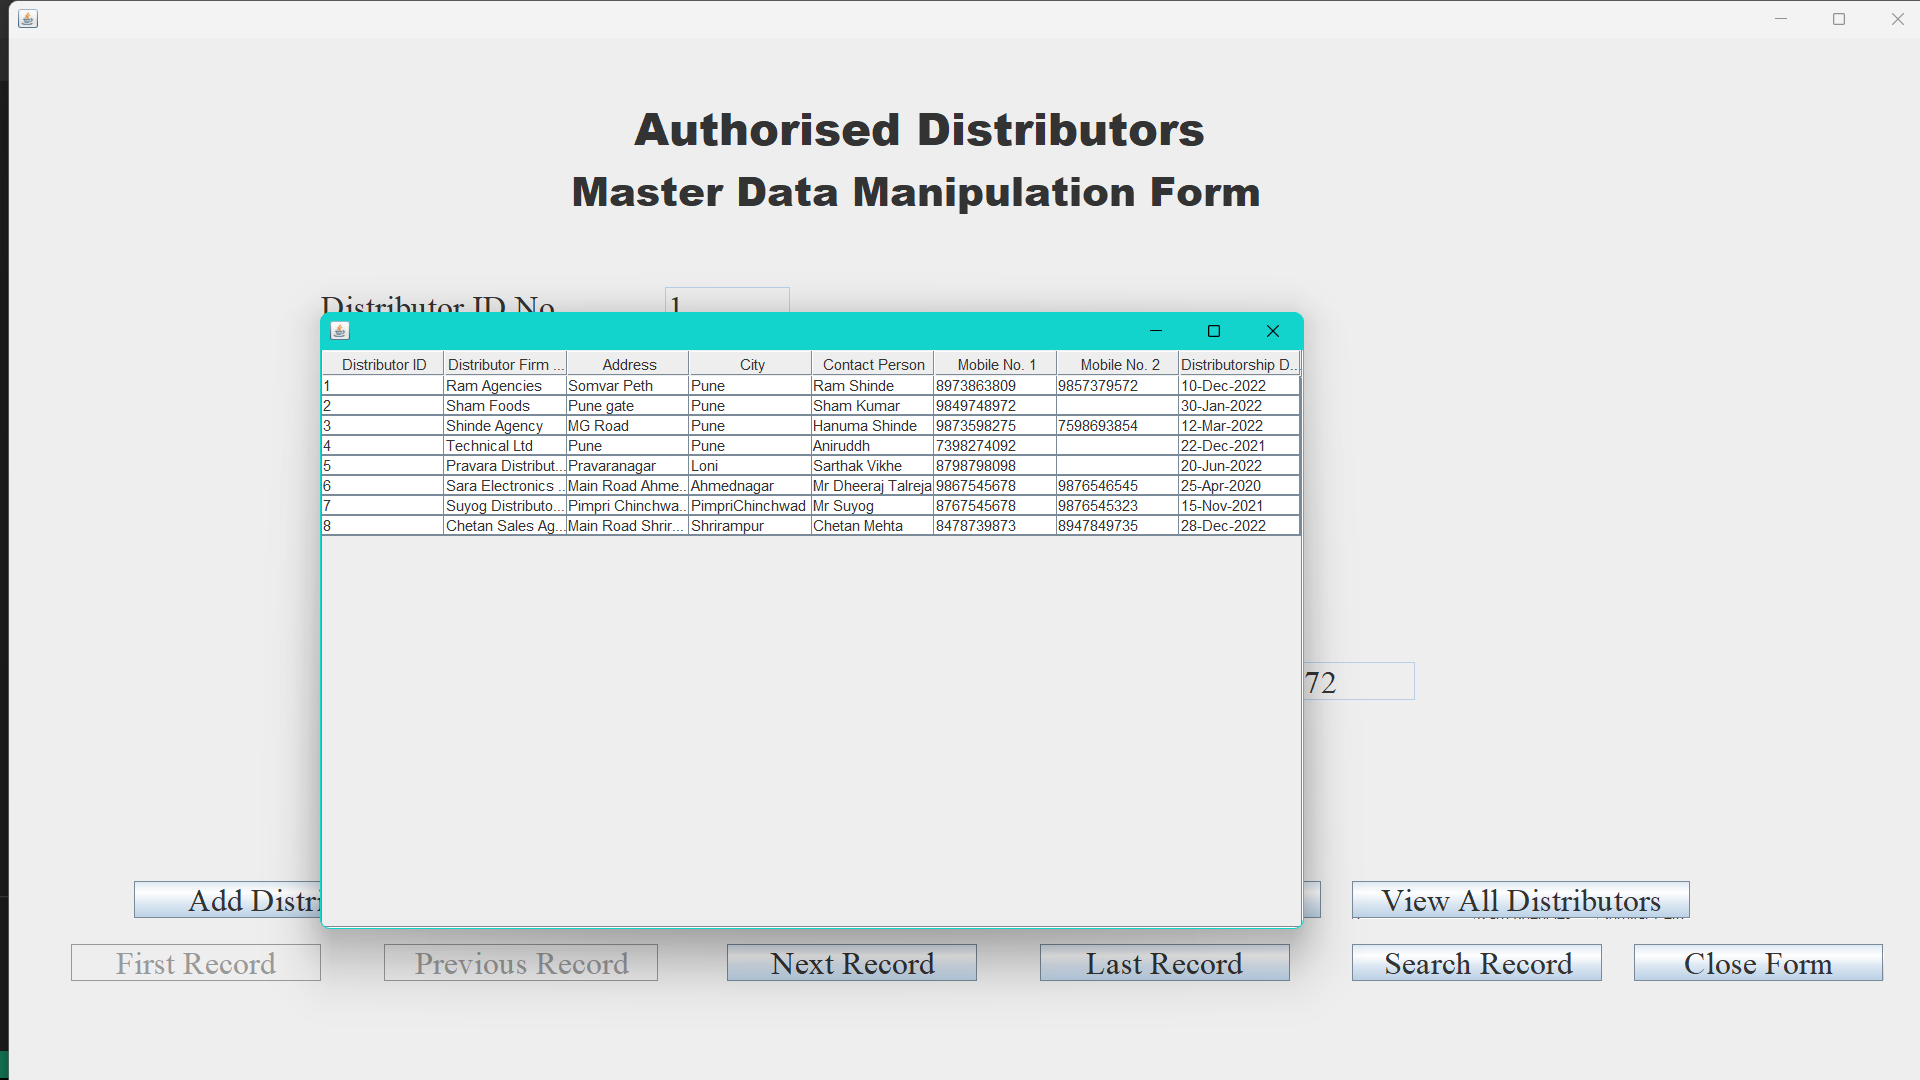 Authorised Distributors
Master Data Manipulation Form
Distributor ID No 1
Distributor ID Distributor Firm ... Address City Contact Person Mobile No. 1 Mobile No. 2 Distributorship D...
1 Ram Agencies Somvar Peth Pune Ram Shinde 8973863809 9857379572 10-Dec-2022
2 Sham Foods Pune gate Pune Sham Kumar 9849748972 30-Jan-2022
3 Shinde Agency MG Road Pune Hanuma Shinde 9873598275 7598693854 12-Mar-2022
4 Technical Ltd Pune Pune Aniruddh 7398274092 22-Dec-2021
5 Pravara Distribut... Pravaranagar Loni Sarthak Vikhe 8798798098 20-Jun-2022
6 Sara Electronics ... Main Road Ahme... Ahmednagar Mr Dheeraj Talreja 9867545678 9876546545 25-Apr-2020
7 Suyog Distributo... Pimpri Chinchwa... PimpriChinchwad Mr Suyog 8767545678 9876545323 15-Nov-2021
8 Chetan Sales Ag... Main Road Shrir... Shrirampur Chetan Mehta 8478739873 8947849735 28-Dec-2022
72
Add Distri View All Distributors
First Record Previous Record Next Record Last Record Search Record Close Form